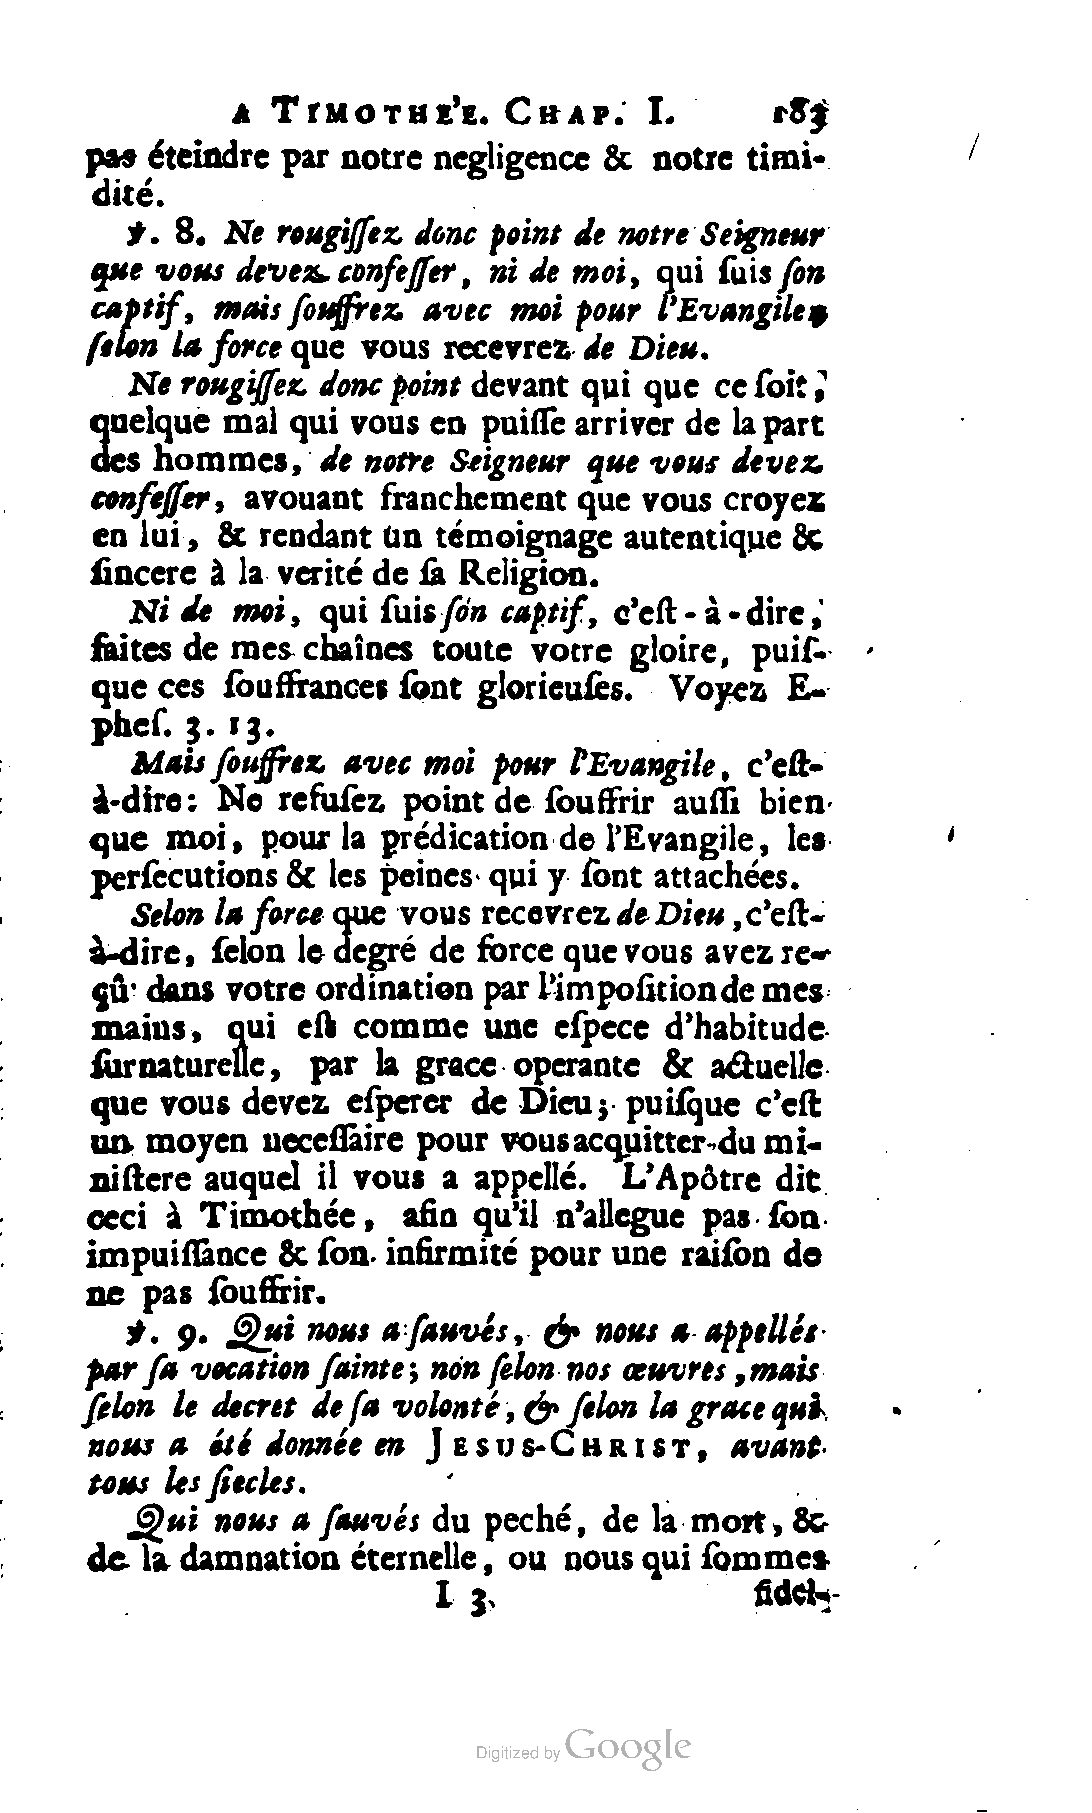 A TIMOTHE'E. CHAP. I. 183
pas éteindre par notre negligence & notre timi-
dité.
℣. 8. Ne rougiſſez donc point de notre Seigneur
que vous devez confeſſer, ni de moi, qui ſuis ſon
captif, mais ſouffrez avec moi pour l'Evangile,
ſelon la force que vous recevrez de Dieu.
Ne rougiſſez donc point devant qui que ce ſoit,
quelque mal qui vous en puiſſe arriver de la part
des hommes, de notre Seigneur que vous devez
confeſſer, avouant franchement que vous croyez
en lui, & rendant un témoignage autentique &
ſincere à la verité de ſa Religion.
Ni de moi, qui ſuis ſon captif, c'eſt-à-dire,
faites de mes chaînes toute votre gloire, puiſ-
que ces ſouffrances ſont glorieuſes. Voyez E-
pheſ. 3. 13.
Mais ſouffrez avec moi pour l'Evangile, c'eſt-
à-dire: Ne refuſez point de ſouffrir auſſi bien
que moi, pour la prédication de l'Evangile, les
perſecutions & les peines qui y ſont attachées.
Selon la force que vous recevrez de Dieu, c'eſt-
à-dire, ſelon le degré de force que vous avez re-
çû dans votre ordination par l'impoſition de mes
mains, qui eſt comme une eſpece d'habitude
ſurnaturelle, par la grace operante & actuelle
que vous devez eſperer de Dieu; puiſque c'eſt
un moyen neceſſaire pour vous acquitter du mi-
niſtere auquel il vous a appellé. L'Apôtre dit
ceci à Timothée, afin qu'il n'allegue pas ſon
impuiſſance & ſon infirmité pour une raiſon de
ne pas ſouffrir.
℣. 9. Qui nous a ſauvés, & nous a appellés
par ſa vocation ſainte; non ſelon nos œuvres, mais
ſelon le decret de ſa volonté, & ſelon la grace qui
nous a été donnée en JESUS-CHRIST, avant
tous les ſiecles.
Qui nous a ſauvés du peché, de la mort, &
de la damnation éternelle, ou nous qui ſommes
I 3 fidel-
Digitized by Google